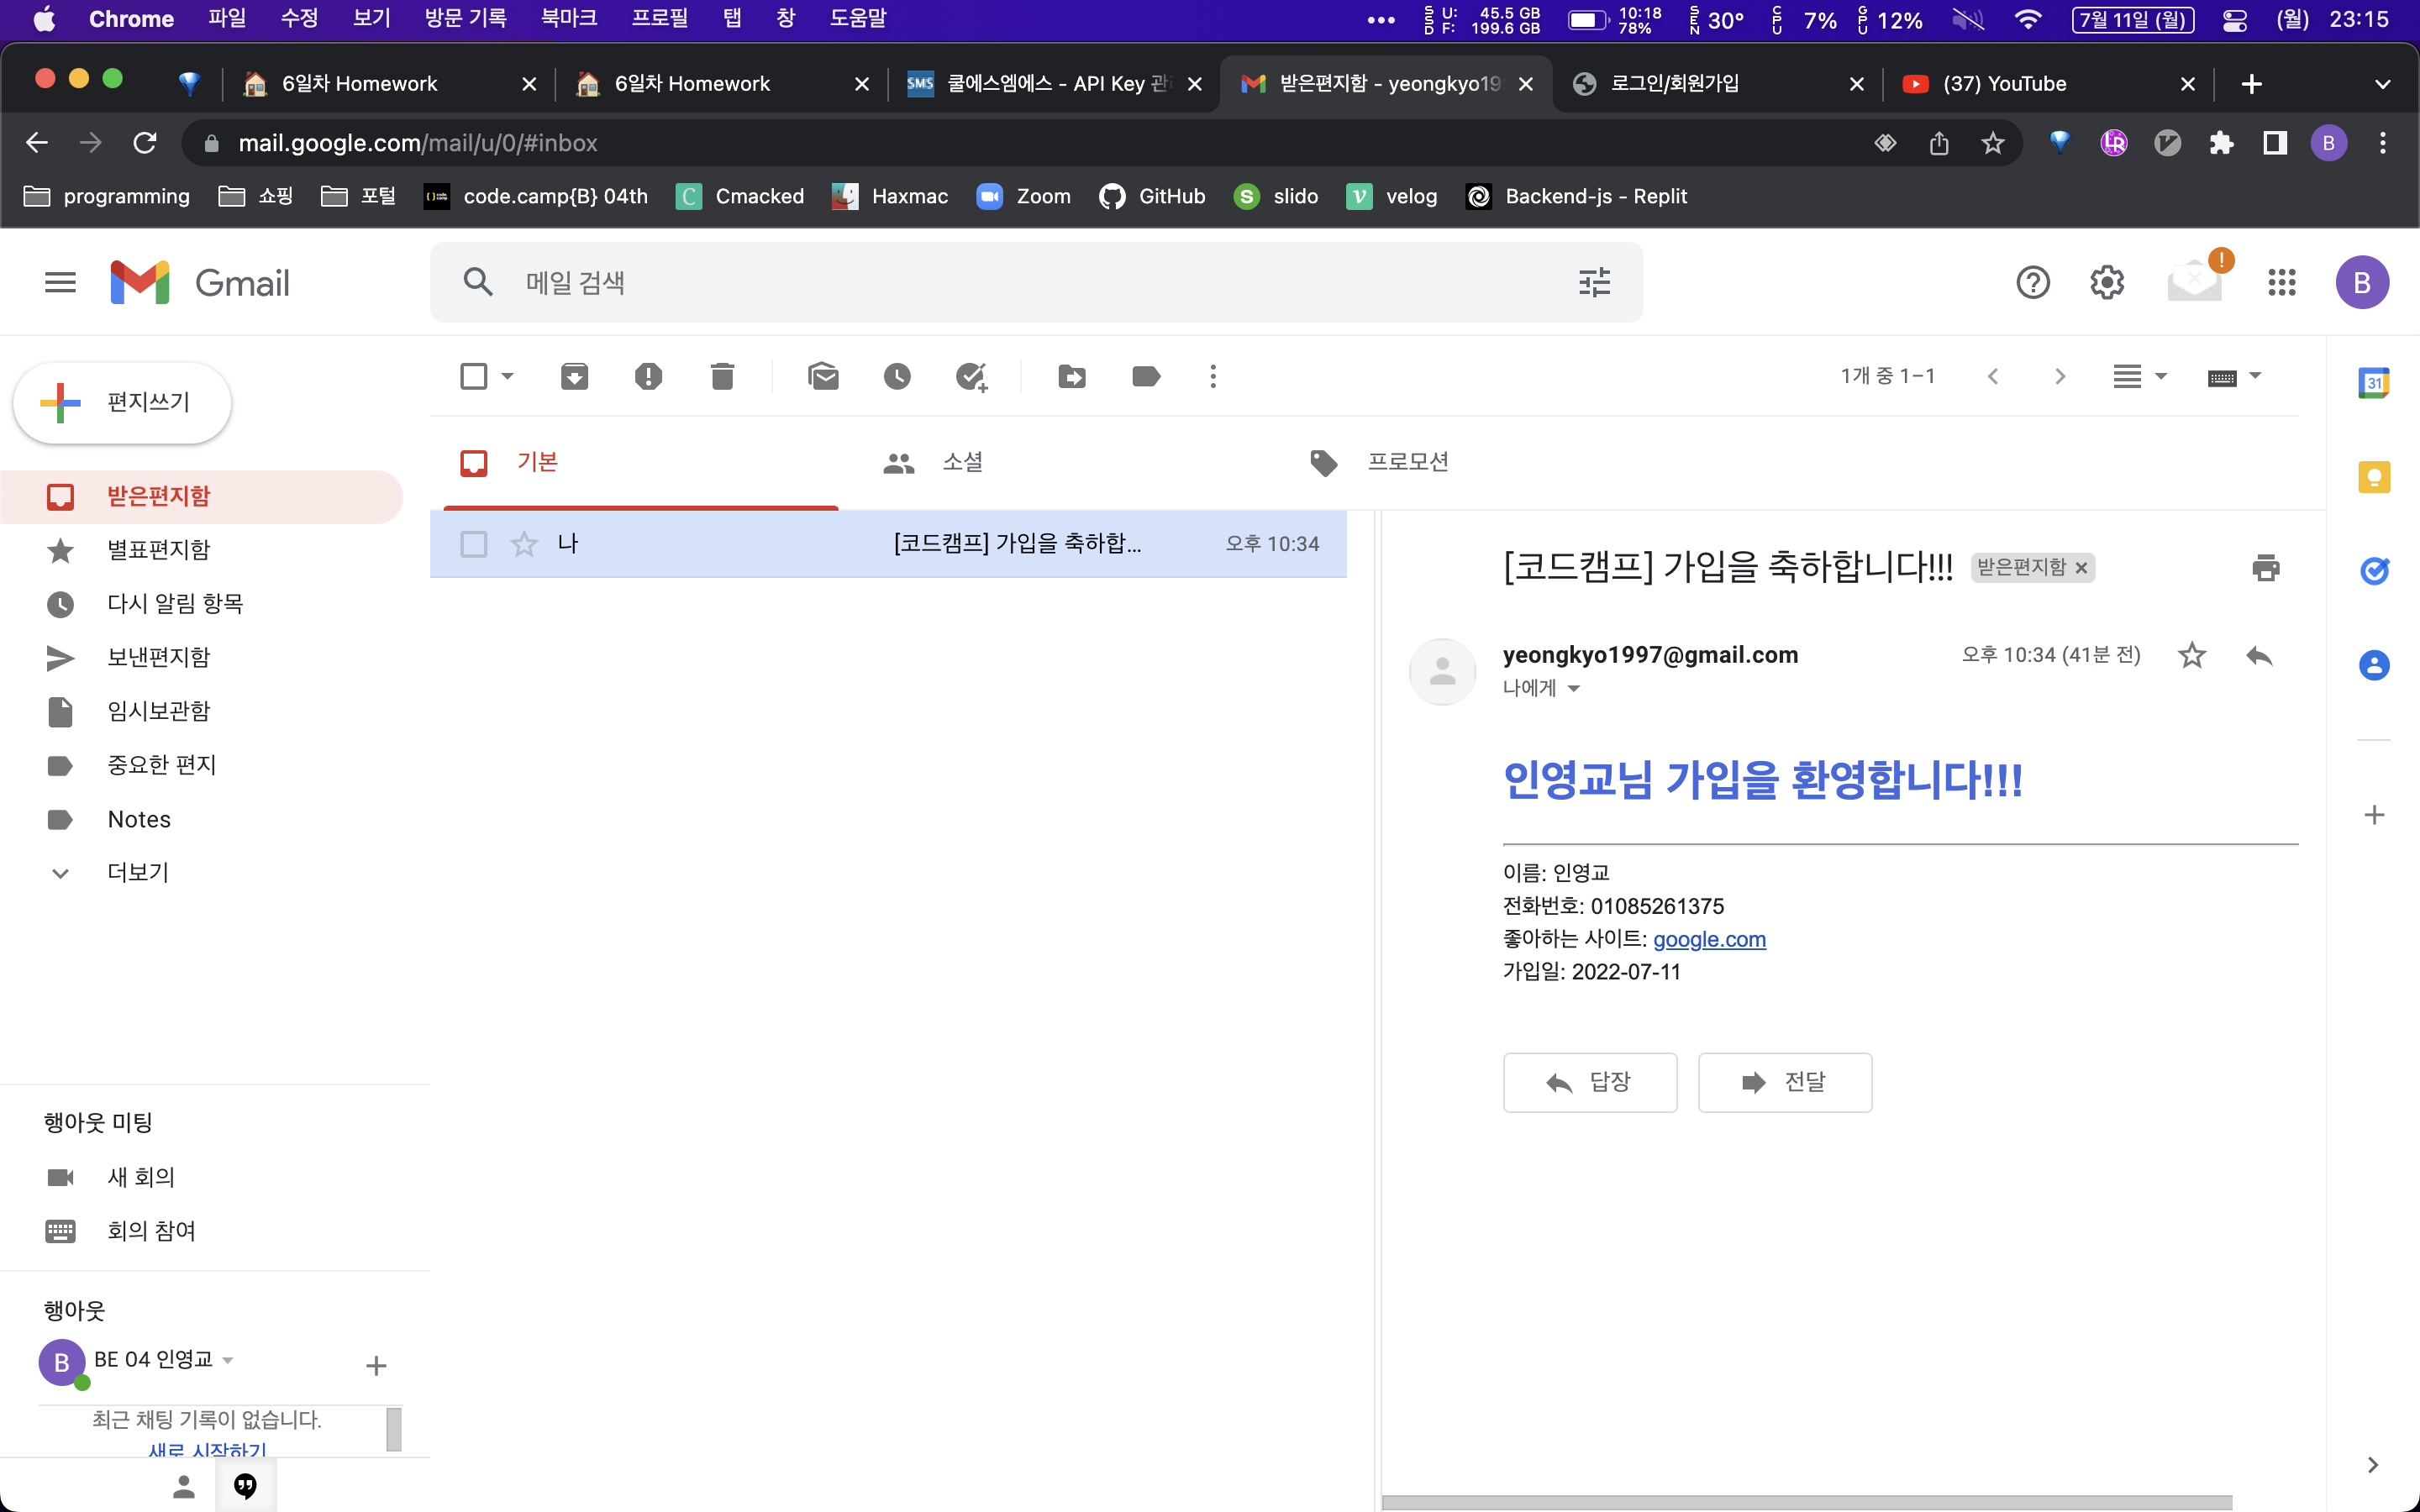 Chrome 파일 수정 보기 방문 기록 북마크 프로필 탭 창 도움말
SSD U: 45.5 GB F: 199.6 GB 10:18 78% SEN 30° CPU 7% GPU 12% 7월 11일 (월) (월) 23:15
6일차 Homework
6일차 Homework
SMS 쿨에스엠에스 - API Key 관
받은편지함 - yeongkyo19
로그인/회원가입
(37) YouTube
mail.google.com/mail/u/0/#inbox
B
programming 쇼핑 포털 code.camp{B} 04th Cmacked Haxmac Zoom GitHub slido velog Backend-js - Replit
Gmail
메일 검색
B
편지쓰기
1개 중 1–1
31
기본
소셜
프로모션
받은편지함
별표편지함
다시 알림 항목
보낸편지함
임시보관함
중요한 편지
Notes
더보기
나 [코드캠프] 가입을 축하합... 오후 10:34
[코드캠프] 가입을 축하합니다!!! 받은편지함
yeongkyo1997@gmail.com 오후 10:34 (41분 전)
나에게
인영교님 가입을 환영합니다!!!
이름: 인영교
전화번호: 01085261375
좋아하는 사이트: google.com
가입일: 2022-07-11
답장 전달
행아웃 미팅
새 회의
회의 참여
행아웃
B BE 04 인영교
최근 채팅 기록이 없습니다.
새로 시작하기